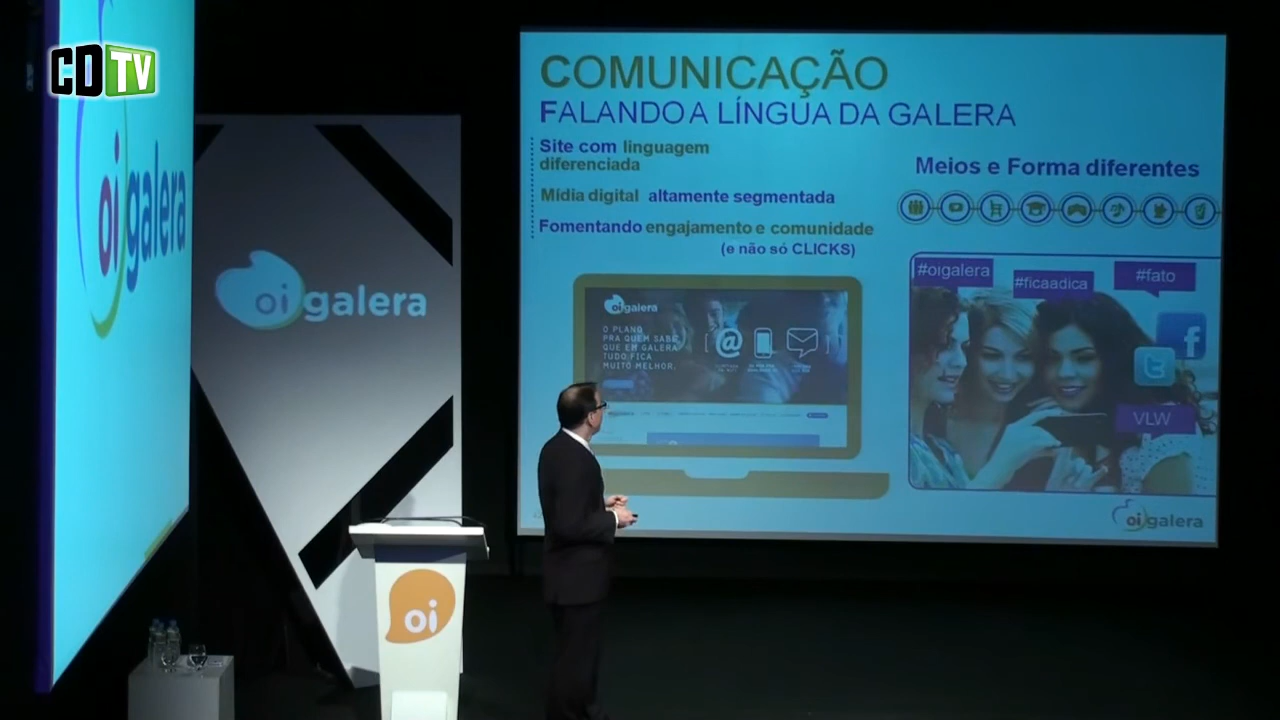 CDTV
oi galera
oi galera
oi
COMUNICAÇÃO
FALANDO A LÍNGUA DA GALERA
Site com linguagem
diferenciada
Mídia digital altamente segmentada
Fomentando engajamento e comunidade
(e não só CLICKS)
Meios e Forma diferentes
oi galera
O PLANO
PRA QUEM SABE
QUE EM GALERA
TUDO FICA
MUITO MELHOR.
#oigalera
#ficaadica
#fato
VLW
oi galera